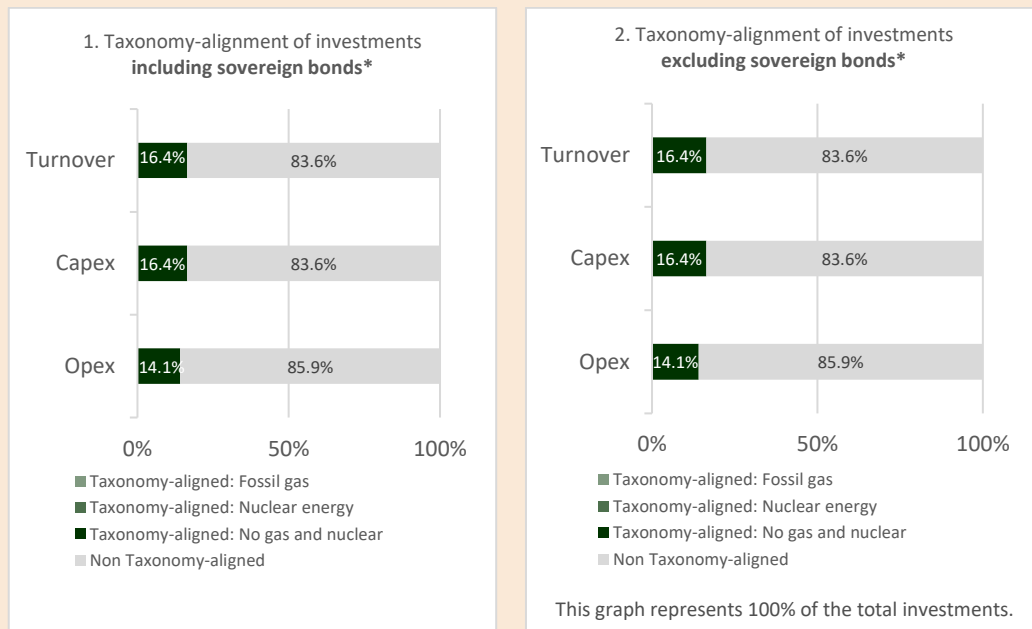 1. Taxonomy-alignment of investments
including sovereign bonds*
Turnover
16.4%
83.6%
Capex
16.4%
83.6%
Opex
14.1%
85.9%
0%
50%
100%
Taxonomy-aligned: Fossil gas
Taxonomy-aligned: Nuclear energy
Taxonomy-aligned: No gas and nuclear
Non Taxonomy-aligned
2. Taxonomy-alignment of investments
excluding sovereign bonds*
Turnover
16.4%
83.6%
Capex
16.4%
83.6%
Opex
14.1%
85.9%
0%
50%
100%
Taxonomy-aligned: Fossil gas
Taxonomy-aligned: Nuclear energy
Taxonomy-aligned: No gas and nuclear
Non Taxonomy-aligned
This graph represents 100% of the total investments.